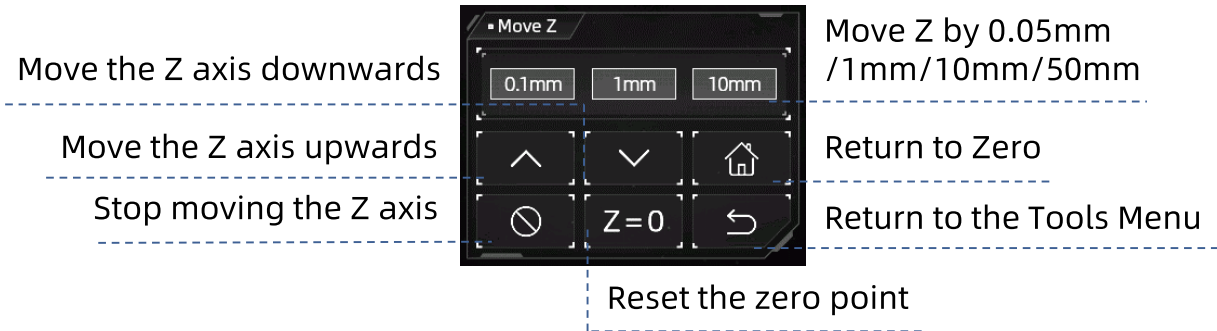 Move Z
Move Z by 0.05mm
/1mm/10mm/50mm
Move the Z axis downwards
0.1mm
1mm
10mm
Move the Z axis upwards
Return to Zero
Stop moving the Z axis
Z=0
Return to the Tools Menu
Reset the zero point